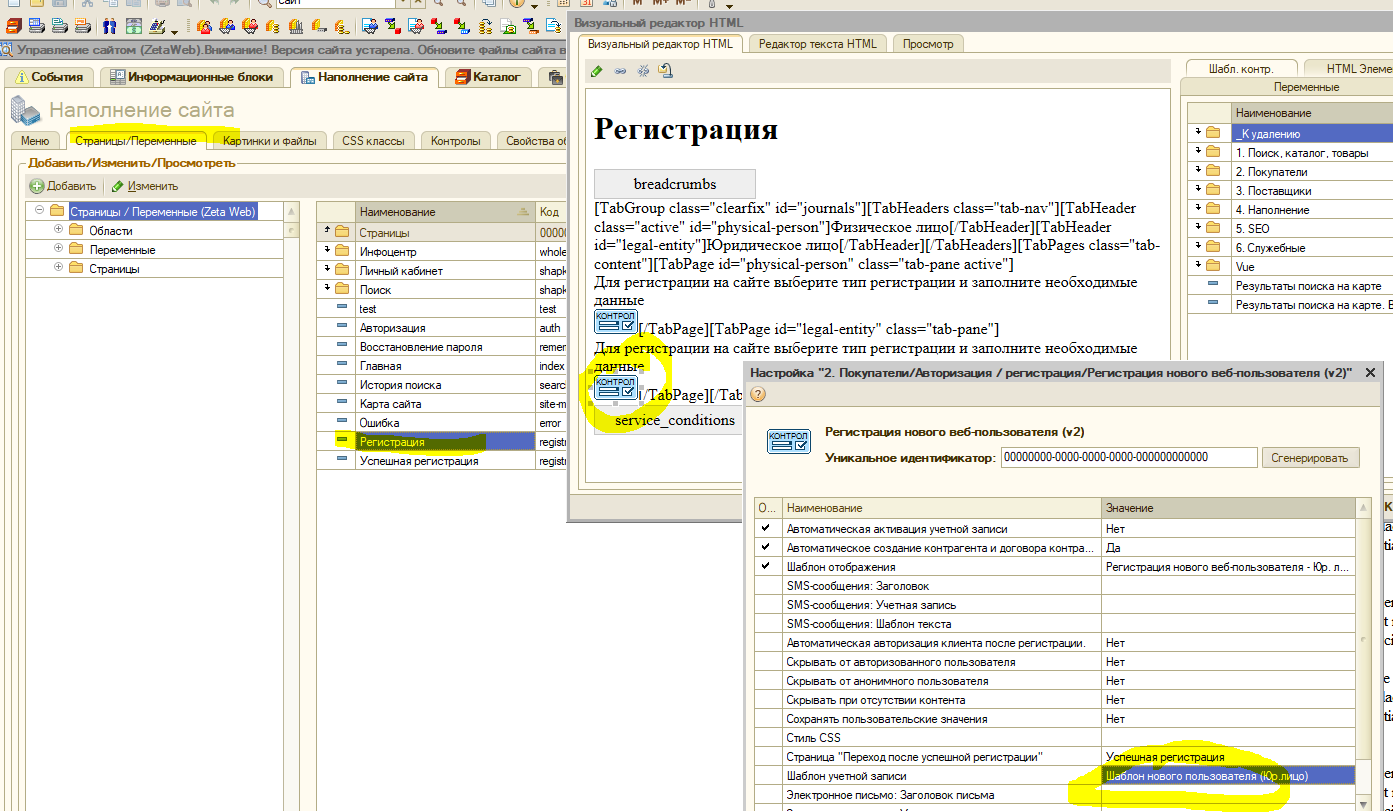 сайт
M M+ M-
Управление сайтом (ZetaWeb).Внимание! Версия сайта устарела. Обновите файлы сайта в
События
Информационные блоки
Наполнение сайта
Каталог
Наполнение сайта
Меню
Страницы/Переменные
Картинки и файлы
CSS классы
Контролы
Свойства об
Добавить/Изменить/Просмотреть
Добавить
Изменить
Страницы / Переменные (Zeta Web)
Области
Переменные
Страницы
Наименование Код
Страницы 00000
Инфоцентр whole
Личный кабинет shapk
Поиск shapk
test test
Авторизация auth
Восстановление пароля remem
Главная index
История поиска searc
Карта сайта site-m
Ошибка error
Регистрация registr
Успешная регистрация registr
Визуальный редактор HTML
Визуальный редактор HTML
Редактор текста HTML
Просмотр
Регистрация
breadcrumbs
[TabGroup class="clearfix" id="journals"][TabHeaders class="tab-nav"][TabHeader
class="active" id="physical-person"]Физическое лицо[/TabHeader][TabHeader
id="legal-entity"]Юридическое лицо[/TabHeader][/TabHeaders][TabPages class="tab-
content"][TabPage id="physical-person" class="tab-pane active"]
Для регистрации на сайте выберите тип регистрации и заполните необходимые
данные
КОНТРОЛ
[/TabPage][TabPage id="legal-entity" class="tab-pane"]
Для регистрации на сайте выберите тип регистрации и заполните необходимые
данные
КОНТРОЛ
[/TabPage][/Tab
service_conditions
Шабл. контр.
HTML Элеме
Переменные
Наименование
_К удалению
1. Поиск, каталог, товары
2. Покупатели
3. Поставщики
4. Наполнение
5. SEO
6. Служебные
Vue
Результаты поиска на карте
Результаты поиска на карте. В
Настройка "2. Покупатели/Авторизация / регистрация/Регистрация нового веб-пользователя (v2)"
КОНТРОЛ
Регистрация нового веб-пользователя (v2)
Уникальное идентификатор: 00000000-0000-0000-0000-000000000000 Сгенерировать
О... Наименование Значение
Автоматическая активация учетной записи Нет
Автоматическое создание контрагента и договора контра... Да
Шаблон отображения Регистрация нового веб-пользователя - Юр. л...
SMS-сообщения: Заголовок
SMS-сообщения: Учетная запись
SMS-сообщения: Шаблон текста
Автоматическая авторизация клиента после регистрации. Нет
Скрывать от авторизованного пользователя Нет
Скрывать от анонимного пользователя Нет
Скрывать при отсутствии контента Нет
Сохранять пользовательские значения Нет
Стиль CSS
Страница "Переход после успешной регистрации" Успешная регистрация
Шаблон учетной записи Шаблон нового пользователя (Юр.лицо)
Электронное письмо: Заголовок письма